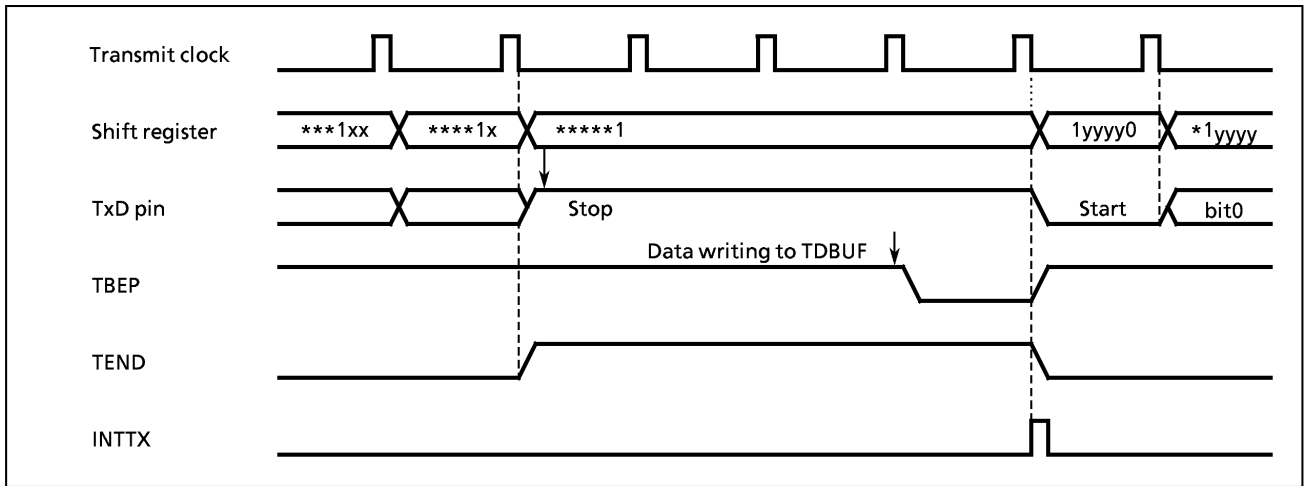 Transmit clock
Shift register
***1xx
****1x
*****1
1yyyy0
*1yyyy
TxD pin
Stop
Start
bit0
Data writing to TDBUF
TBEP
TEND
INTTX